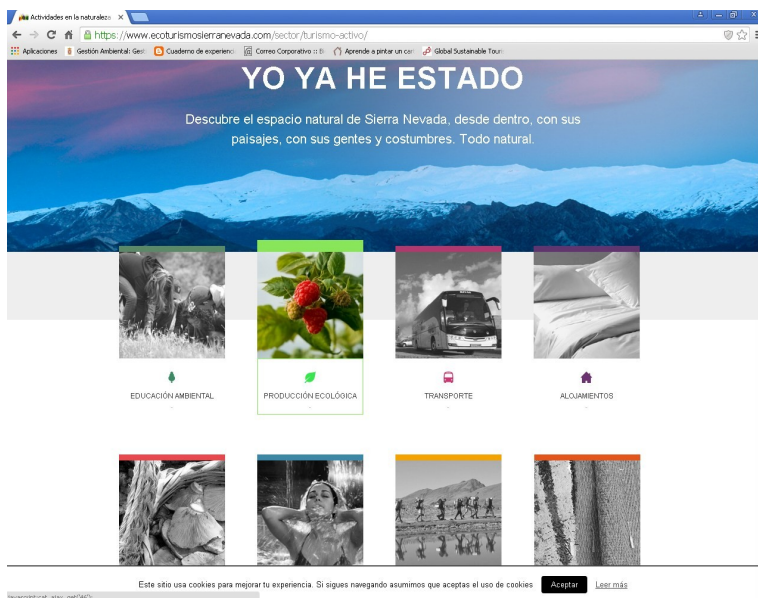 Actividades en la naturaleza
https://www.ecoturismosierranevada.com/sector/turismo-activo/
Aplicaciones Gestión Ambiental: Gest Cuaderno de experienc Correo Corporativo :: B Aprende a pintar un car Global Sustainable Tour
YO YA HE ESTADO
Descubre el espacio natural de Sierra Nevada, desde dentro, con sus
paisajes, con sus gentes y costumbres. Todo natural.
EDUCACIÓN AMBIENTAL PRODUCCIÓN ECOLÓGICA TRANSPORTE ALOJAMIENTOS
Este sitio usa cookies para mejorar tu experiencia. Si sigues navegando asumimos que aceptas el uso de cookies Aceptar Leer más